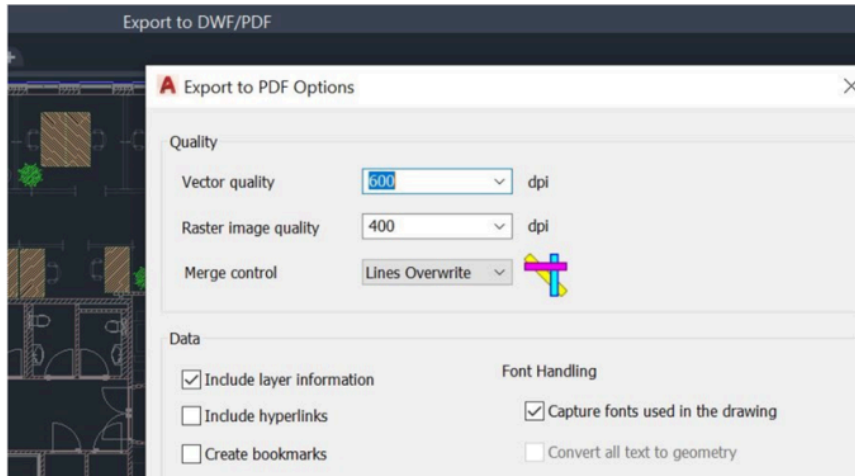 Export to DWF/PDF
Export to PDF Options
Quality
Vector quality 600 dpi
Raster image quality 400 dpi
Merge control Lines Overwrite
Data
Include layer information
Include hyperlinks
Create bookmarks
Font Handling
Capture fonts used in the drawing
Convert all text to geometry